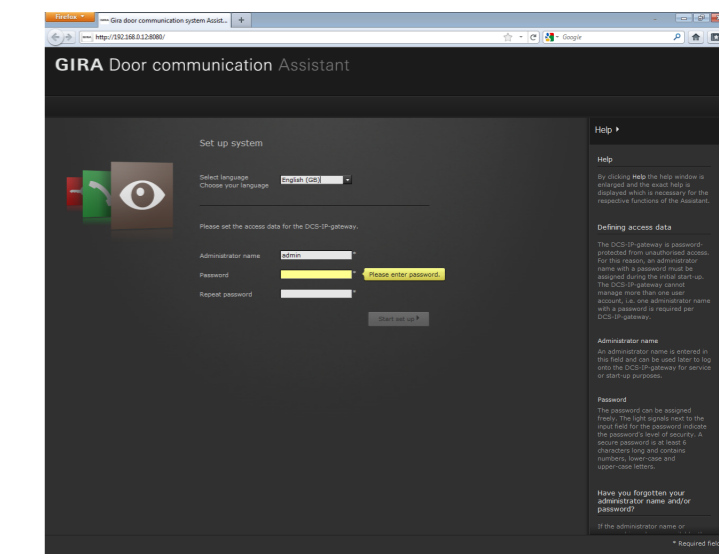 Firefox
Gira door communication system Assist...
http://192.168.0.12:8080/
Google
GIRA Door communication Assistant
Set up system
Select language
Choose your language
English (GB)
Please set the access data for the DCS-IP-gateway.
Administrator name
admin
*
Password
*
Please enter password.
Repeat password
*
Start set up
Help
Help
By clicking Help the help window is
enlarged and the exact help is
displayed which is necessary for the
respective functions of the Assistant.
Defining access data
The DCS-IP-gateway is password-
protected from unauthorised access.
For this reason, an administrator
name with a password must be
assigned during the initial start-up.
The DCS-IP-gateway cannot
manage more than one user
account, i.e. one administrator name
with a password is required per
DCS-IP-gateway.
Administrator name
An administrator name is entered in
this field and can be used later to log
onto the DCS-IP-gateway for service
or start-up purposes.
Password
The password can be assigned
freely. The light signals next to the
input field for the password indicate
the password's level of security. A
secure password is at least 6
characters long and contains
numbers, lower-case and
upper-case letters.
Have you forgotten your
administrator name and/or
password?
If the administrator name or
* Required field